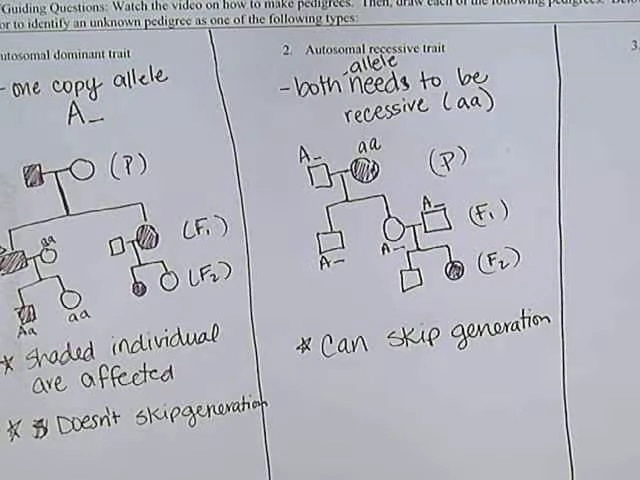 Guiding Questions: Watch the video on how to make pedigrees. Then, draw each of the following pedigrees.
or to identify an unknown pedigree as one of the following types:
utosomal dominant trait
- one copy allele
A_
(P)
(F₁)
aa
(F₂)
Aa
aa
* Shaded individual
are affected
* Doesn't skip generation
2. Autosomal recessive trait
allele
- both needs to be
recessive (aa)
A_
aa
(P)
A_
(F₁)
A_
A_
(F₂)
* Can skip generation
3.